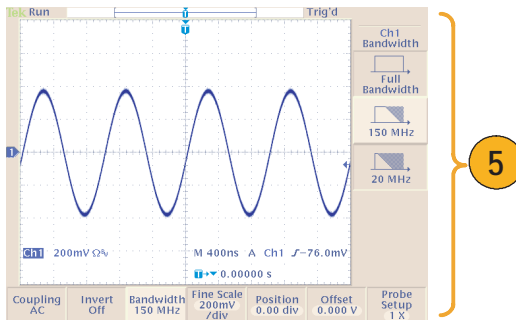 Tek Run Trig'd
T
T
Ch1
Bandwidth
Full
Bandwidth
150 MHz
20 MHz
1
5
Ch1 200mV Ω M 400ns A Ch1 -76.0mV
T 0.00000 s
Coupling
AC
Invert
Off
Bandwidth
150 MHz
Fine Scale
200mV
/div
Position
0.00 div
Offset
0.000 V
Probe
Setup
1 X